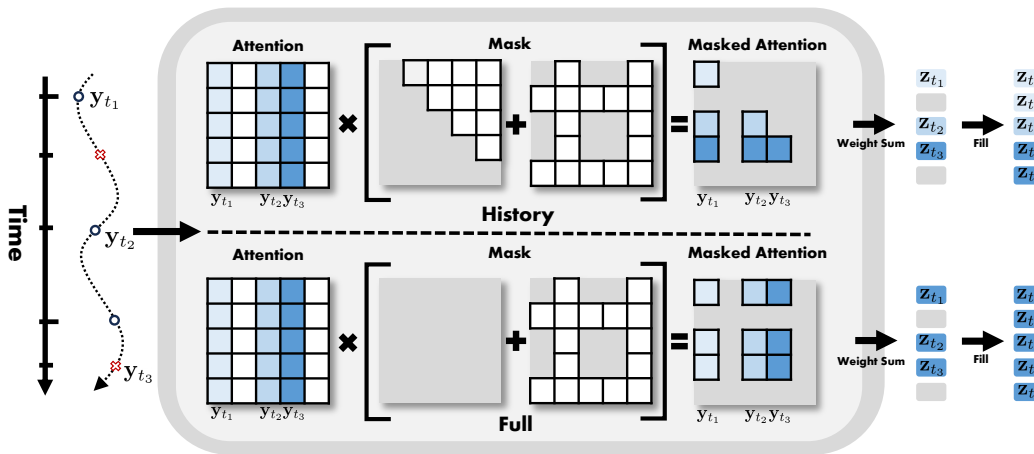 Time
y_{t_1}
y_{t_2}
y_{t_3}
Attention
Mask
Masked Attention
×
+
=
y_{t_1} y_{t_2} y_{t_3}
y_{t_1} y_{t_2} y_{t_3}
History
Weight Sum
Fill
z_{t_1}
z_{t_2}
z_{t_3}
Attention
Mask
Masked Attention
×
+
=
y_{t_1} y_{t_2} y_{t_3}
y_{t_1} y_{t_2} y_{t_3}
Full
Weight Sum
Fill
z_{t_1}
z_{t_2}
z_{t_3}